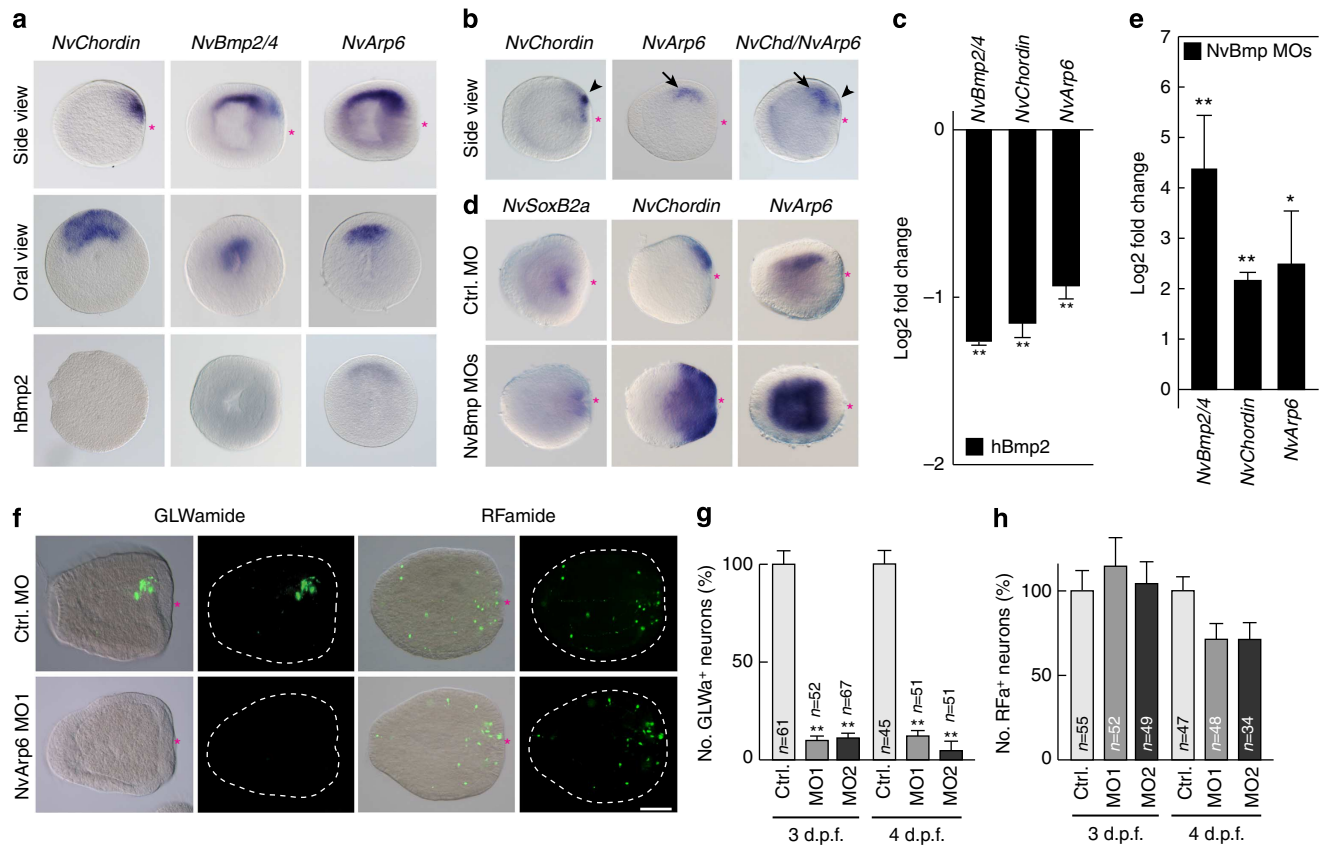 a
NvChordin NvBmp2/4 NvArp6
Side view
*
*
*
Oral view
hBmp2
b
NvChordin NvArp6 NvChd/NvArp6
Side view
*
*
*
d
NvSoxB2a NvChordin NvArp6
Ctrl. MO
*
*
*
NvBmp MOs
*
*
*
c
NvBmp2/4
NvChordin
NvArp6
Log2 fold change
0
–1
–2
**
**
**
hBmp2
e
Log2 fold change
7
6
5
4
3
2
1
0
NvBmp MOs
**
**
*
NvBmp2/4
NvChordin
NvArp6
f
GLWamide RFamide
Ctrl. MO
*
*
NvArp6 MO1
*
*
g
No. GLWa+ neurons (%)
100
50
0
n=61
n=52
**
n=67
**
n=45
n=51
**
n=51
**
Ctrl.
MO1
MO2
Ctrl.
MO1
MO2
3 d.p.f. 4 d.p.f.
h
No. RFa+ neurons (%)
100
50
0
n=55
n=52
n=49
n=47
n=48
n=34
Ctrl.
MO1
MO2
Ctrl.
MO1
MO2
3 d.p.f. 4 d.p.f.